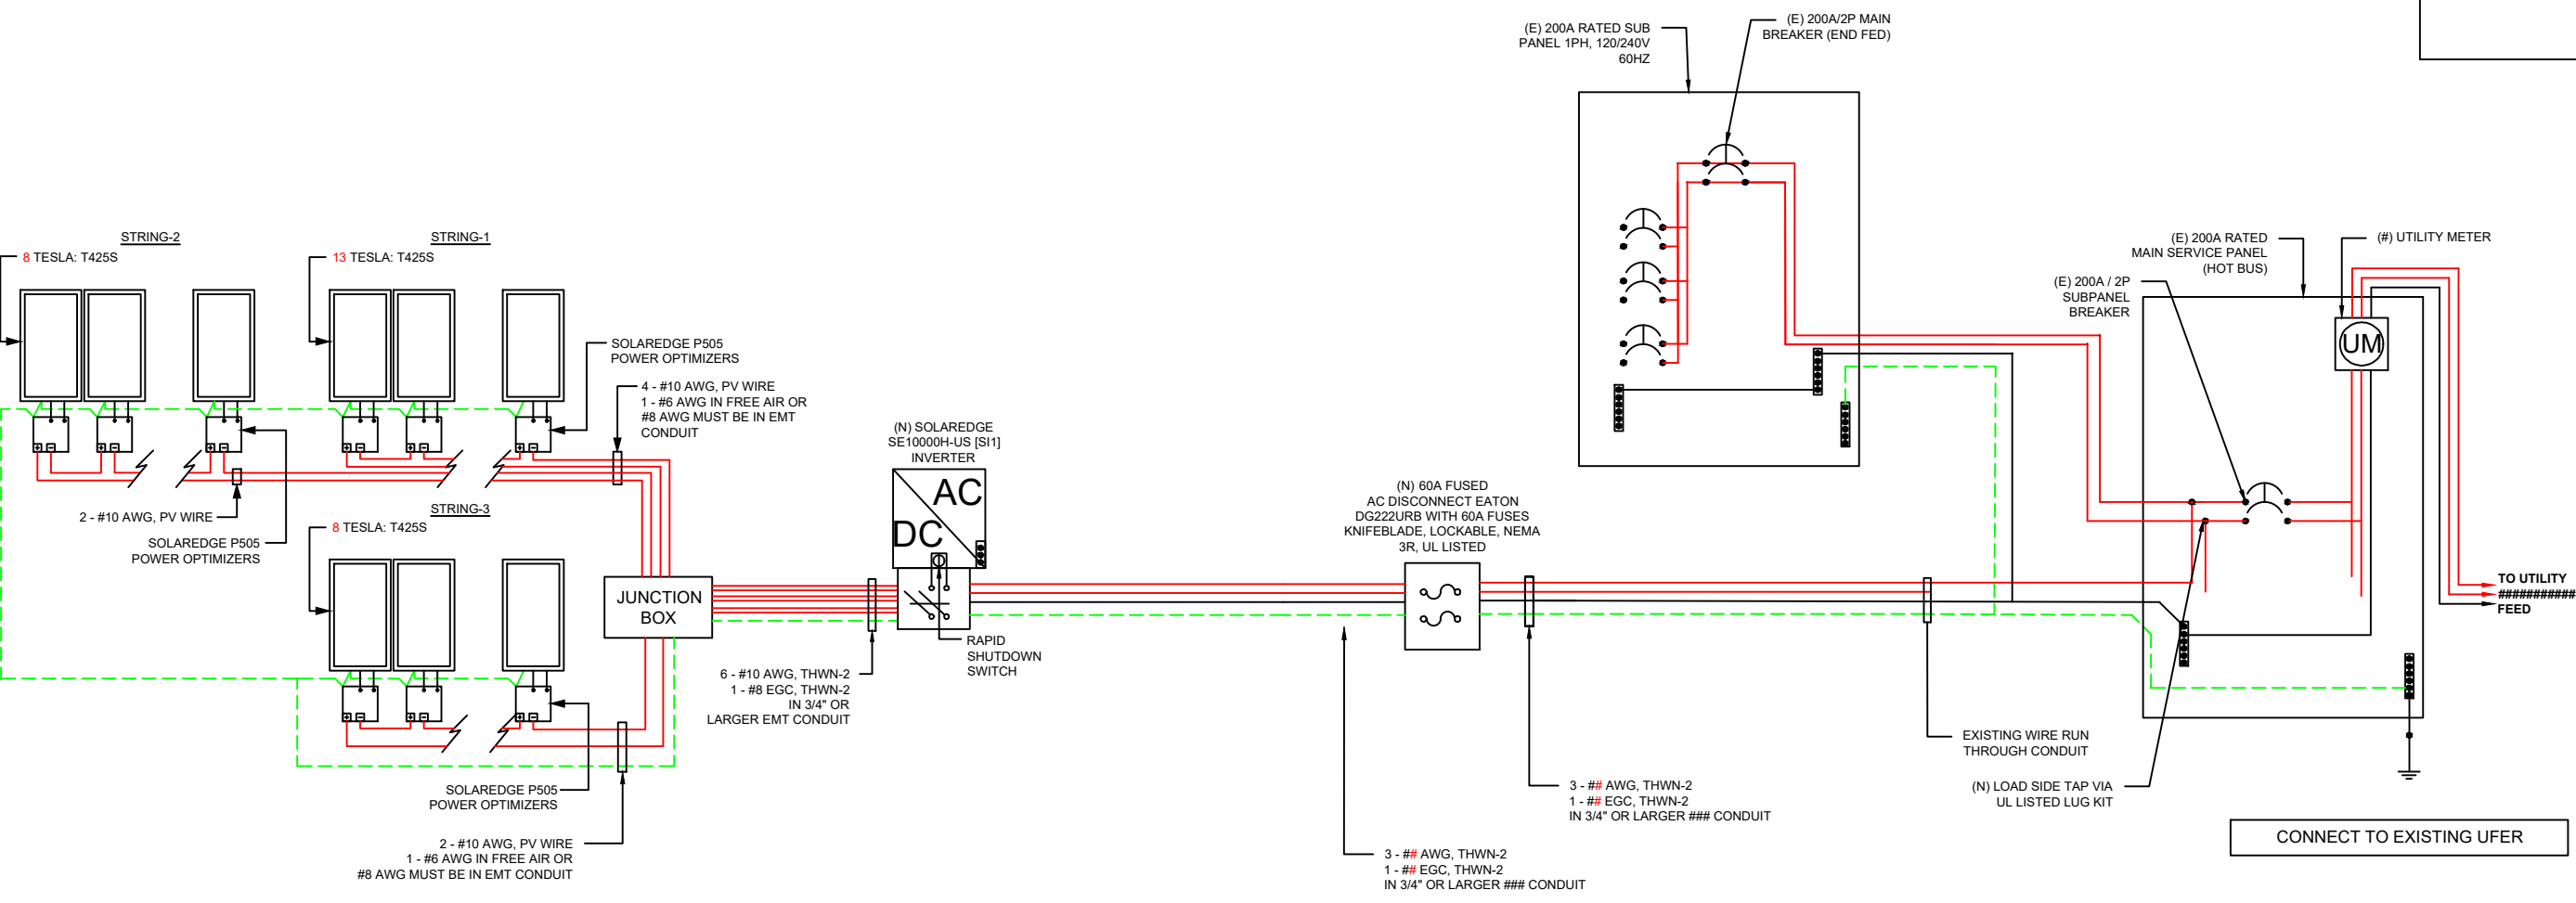 (E) 200A RATED SUB
PANEL 1PH, 120/240V
60HZ
(E) 200A/2P MAIN
BREAKER (END FED)
STRING-2
8 TESLA: T425S
STRING-1
13 TESLA: T425S
SOLAREDGE P505
POWER OPTIMIZERS
4 - #10 AWG, PV WIRE
1 - #6 AWG IN FREE AIR OR
#8 AWG MUST BE IN EMT
CONDUIT
2 - #10 AWG, PV WIRE
SOLAREDGE P505
POWER OPTIMIZERS
STRING-3
8 TESLA: T425S
SOLAREDGE P505
POWER OPTIMIZERS
2 - #10 AWG, PV WIRE
1 - #6 AWG IN FREE AIR OR
#8 AWG MUST BE IN EMT CONDUIT
JUNCTION
BOX
6 - #10 AWG, THWN-2
1 - #8 EGC, THWN-2
IN 3/4" OR
LARGER EMT CONDUIT
(N) SOLAREDGE
SE10000H-US [SI1]
INVERTER
AC
DC
RAPID
SHUTDOWN
SWITCH
(N) 60A FUSED
AC DISCONNECT EATON
DG222URB WITH 60A FUSES
KNIFEBLADE, LOCKABLE, NEMA
3R, UL LISTED
3 - ## AWG, THWN-2
1 - ## EGC, THWN-2
IN 3/4" OR LARGER ### CONDUIT
3 - ## AWG, THWN-2
1 - ## EGC, THWN-2
IN 3/4" OR LARGER ### CONDUIT
EXISTING WIRE RUN
THROUGH CONDUIT
(N) LOAD SIDE TAP VIA
UL LISTED LUG KIT
(E) 200A / 2P
SUBPANEL
BREAKER
(E) 200A RATED
MAIN SERVICE PANEL
(HOT BUS)
(#) UTILITY METER
UM
TO UTILITY
###########
FEED
CONNECT TO EXISTING UFER